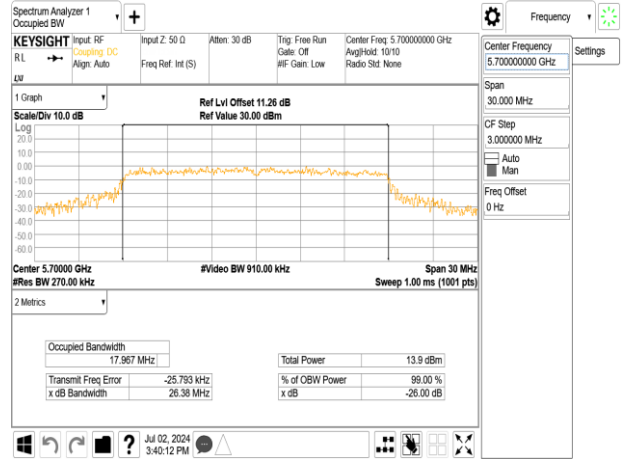 Spectrum Analyzer 1
Occupied BW
Frequency
KEYSIGHT
Input: RF
Coupling: DC
Align: Auto
Input Z: 50 Ω
Freq Ref: Int (S)
Atten: 30 dB
Trig: Free Run
Gate: Off
#IF Gain: Low
Center Freq: 5.700000000 GHz
Avg|Hold: 10/10
Radio Std: None
RL
LXI
Center Frequency
5.700000000 GHz
Settings
Span
30.000 MHz
CF Step
3.000000 MHz
Auto
Man
Freq Offset
0 Hz
1 Graph
Scale/Div 10.0 dB
Ref Lvl Offset 11.26 dB
Ref Value 30.00 dBm
Log
20.0
10.0
0.00
-10.0
-20.0
-30.0
-40.0
-50.0
-60.0
Center 5.70000 GHz
#Video BW 910.00 kHz
Span 30 MHz
#Res BW 270.00 kHz
Sweep 1.00 ms (1001 pts)
2 Metrics
Occupied Bandwidth
17.967 MHz
Total Power 13.9 dBm
Transmit Freq Error -25.793 kHz
% of OBW Power 99.00 %
x dB Bandwidth 26.38 MHz
x dB -26.00 dB
Jul 02, 2024
3:40:12 PM